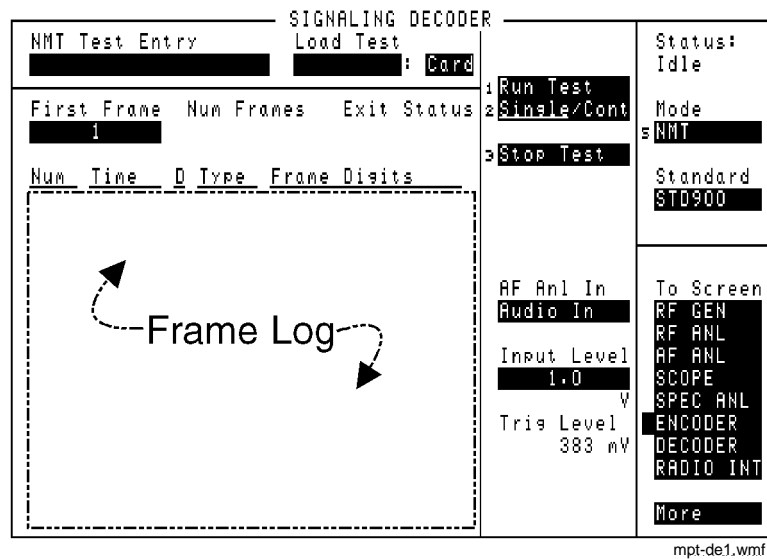 SIGNALING DECODER
NMT Test Entry
Load Test
: Card
First Frame
1
Num Frames
Exit Status
Num Time D Type Frame Digits
Frame Log
1 Run Test
2 Single/Cont
3 Stop Test
AF Anl In
Audio In
Input Level
1.0
V
Trig Level
383 mV
Status:
Idle
Mode
5 NMT
Standard
STD900
To Screen
RF GEN
RF ANL
AF ANL
SCOPE
SPEC ANL
ENCODER
DECODER
RADIO INT
More
mpt-de1.wmf